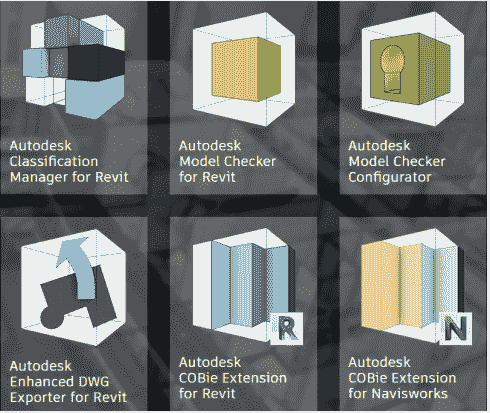 Autodesk
Classification
Manager for Revit
Autodesk
Model Checker
for Revit
Autodesk
Model Checker
Configurator
Autodesk
Enhanced DWG
Exporter for Revit
R
Autodesk
COBie Extension
for Revit
N
Autodesk
COBie Extension
for Navisworks